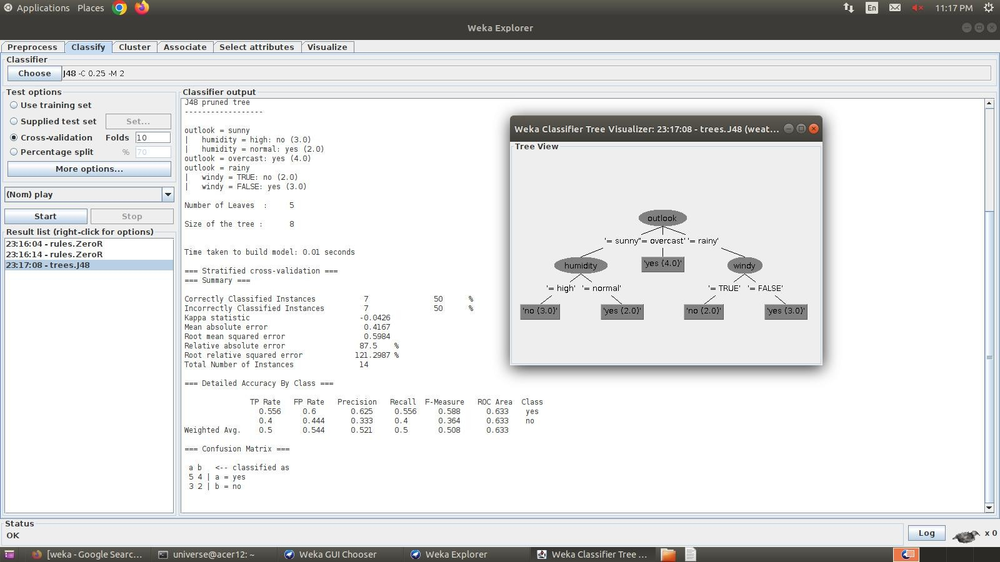 Applications Places En 11:17 PM
Weka Explorer
Preprocess Classify Cluster Associate Select attributes Visualize
Classifier
Choose J48 -C 0.25 -M 2
Test options
Use training set
Supplied test set Set...
Cross-validation Folds 10
Percentage split % 70
More options...
(Nom) play
Start Stop
Result list (right-click for options)
23:16:04 - rules.ZeroR
23:16:14 - rules.ZeroR
23:17:08 - trees.J48
Classifier output
J48 pruned tree
------------------
outlook = sunny
|   humidity = high: no (3.0)
|   humidity = normal: yes (2.0)
outlook = overcast: yes (4.0)
outlook = rainy
|   windy = TRUE: no (2.0)
|   windy = FALSE: yes (3.0)
Number of Leaves  :     5
Size of the tree :      8
Time taken to build model: 0.01 seconds
=== Stratified cross-validation ===
=== Summary ===
Correctly Classified Instances 7 50 %
Incorrectly Classified Instances 7 50 %
Kappa statistic -0.0426
Mean absolute error 0.4167
Root mean squared error 0.5984
Relative absolute error 87.5 %
Root relative squared error 121.2987 %
Total Number of Instances 14
=== Detailed Accuracy By Class ===
TP Rate FP Rate Precision Recall F-Measure ROC Area Class
0.556 0.6 0.625 0.556 0.588 0.633 yes
0.4 0.444 0.333 0.4 0.364 0.633 no
Weighted Avg. 0.5 0.544 0.521 0.5 0.508 0.633
=== Confusion Matrix ===
a b   <-- classified as
5 4 | a = yes
3 2 | b = no
Weka Classifier Tree Visualizer: 23:17:08 - trees.J48 (weat...
Tree View
outlook
'= sunny' '= overcast' '= rainy'
humidity 'yes (4.0)' windy
'= high' '= normal' '= TRUE' '= FALSE'
'no (3.0)' 'yes (2.0)' 'no (2.0)' 'yes (3.0)'
Status
OK
Log x 0
[weka - Google Searc... universe@acer12: ~ Weka GUI Chooser Weka Explorer Weka Classifier Tree ...